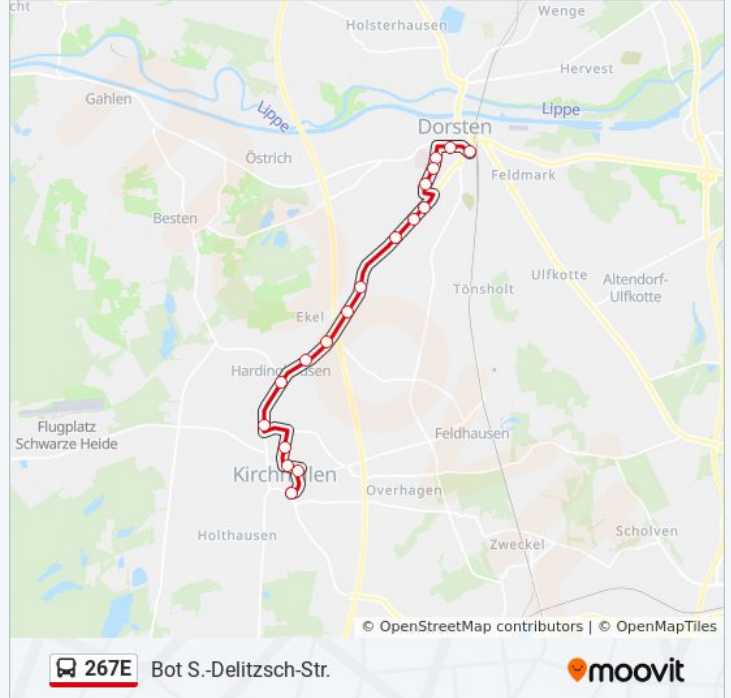 cht
Wenge
Holsterhausen
Hervest
Gahlen
Lippe
Lippe
Dorsten
Östrich
Feldmark
Besten
Ulfkotte
Altendorf-
Ulfkotte
Tönsholt
Ekel
Flugplatz
Schwarze Heide
Feldhausen
Overhagen
Holthausen
Scholven
Zweckel
© OpenStreetMap contributors | © OpenMapTiles
267E Bot S.-Delitzsch-Str.
moovit